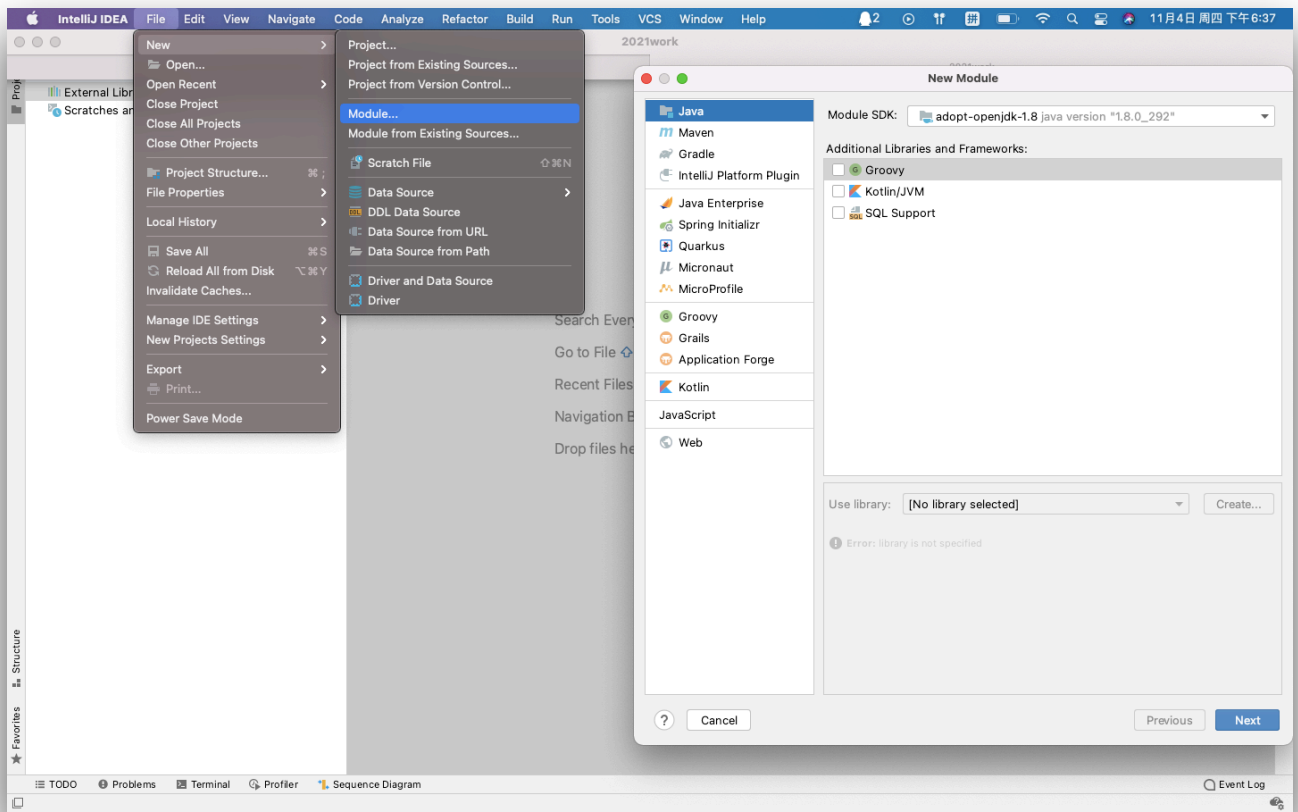 IntelliJ IDEA File Edit View Navigate Code Analyze Refactor Build Run Tools VCS Window Help 2 拼 11月4日 周四 下午6:37
2021work
External Libr
Scratches an
New
Open...
Open Recent
Close Project
Close All Projects
Close Other Projects
Project Structure... ⌘ ;
File Properties
Local History
Save All ⌘S
Reload All from Disk ⌥⌘Y
Invalidate Caches...
Manage IDE Settings
New Projects Settings
Export
Print...
Power Save Mode
Project...
Project from Existing Sources...
Project from Version Control...
Module...
Module from Existing Sources...
Scratch File ⇧⌘N
Data Source
DDL Data Source
Data Source from URL
Data Source from Path
Driver and Data Source
Driver
Search Every
Go to File ⇧
Recent Files
Navigation B
Drop files he
New Module
Java
Maven
Gradle
IntelliJ Platform Plugin
Java Enterprise
Spring Initializr
Quarkus
Micronaut
MicroProfile
Groovy
Grails
Application Forge
Kotlin
JavaScript
Web
Module SDK: adopt-openjdk-1.8 java version "1.8.0_292"
Additional Libraries and Frameworks:
Groovy
Kotlin/JVM
SQL Support
Use library: [No library selected] Create...
Error: library is not specified
? Cancel Previous Next
Structure
Favorites
TODO Problems Terminal Profiler Sequence Diagram Event Log